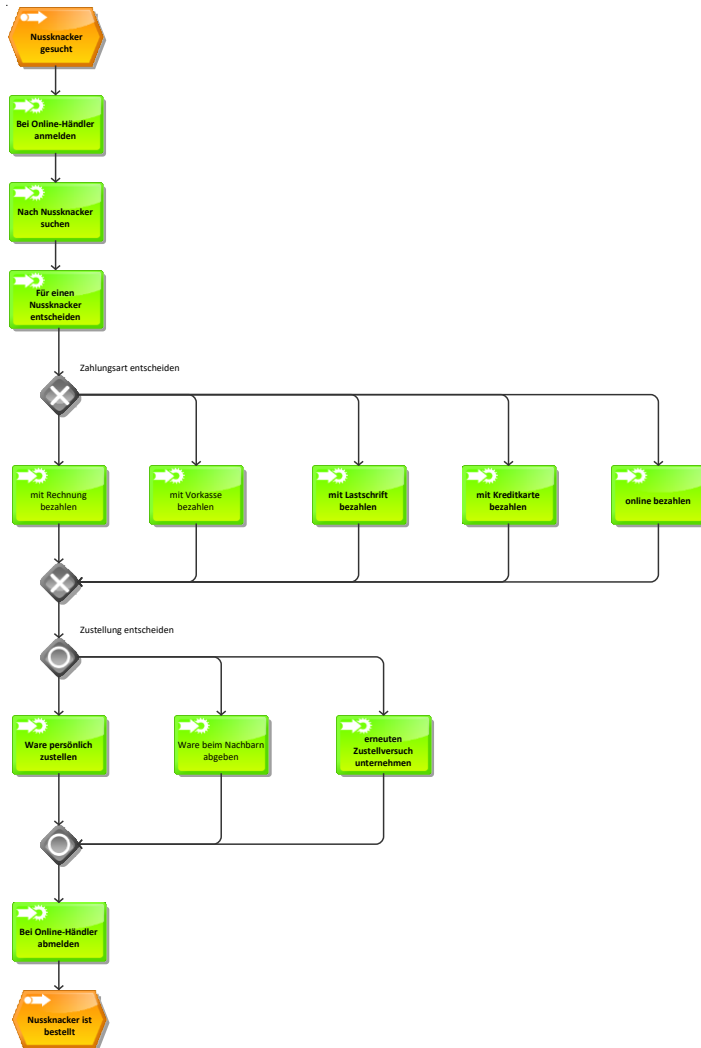 .
Nussknacker
gesucht
Bei Online-Händler
anmelden
Nach Nussknacker
suchen
Für einen
Nussknacker
entscheiden
Zahlungsart entscheiden
mit Rechnung
bezahlen
mit Vorkasse
bezahlen
mit Lastschrift
bezahlen
mit Kreditkarte
bezahlen
online bezahlen
Zustellung entscheiden
Ware persönlich
zustellen
Ware beim Nachbarn
abgeben
erneuten
Zustellversuch
unternehmen
Bei Online-Händler
abmelden
Nussknacker ist
bestellt